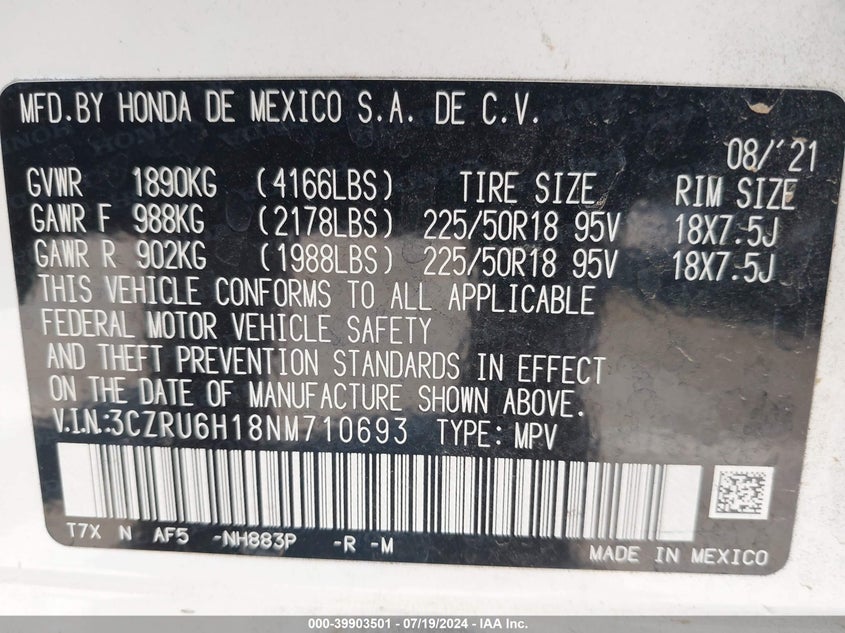 MFD.BY HONDA DE MEXICO S.A. DE C.V.
08/'21
GVWR 1890KG (4166LBS) TIRE SIZE RIM SIZE
GAWR F 988KG (2178LBS) 225/50R18 95V 18X7.5J
GAWR R 902KG (1988LBS) 225/50R18 95V 18X7.5J
THIS VEHICLE CONFORMS TO ALL APPLICABLE
FEDERAL MOTOR VEHICLE SAFETY
AND THEFT PREVENTION STANDARDS IN EFFECT
ON THE DATE OF MANUFACTURE SHOWN ABOVE.
V.I.N.:3CZRU6H18NM710693 TYPE: MPV
T7X N AF5 -NH883P -R -M
MADE IN MEXICO
000-39903501 - 07/19/2024 - IAA Inc.